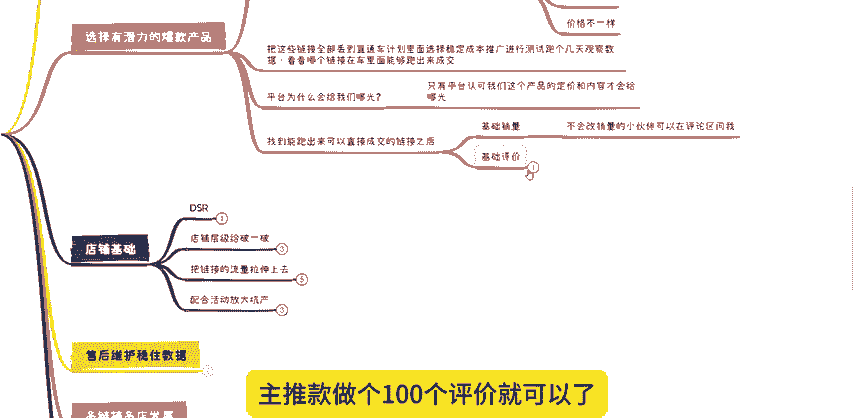 价格不一样
选择有潜力的爆款产品
把这些链接全部丢到直通车计划里面选择稳定成本推广进行测试跑个几天观察数
据，看看哪个链接在车里面能够跑出来成交
平台为什么会给我们曝光？
只有平台认可我们这个产品的定价和内容才会给
曝光
找到能跑出来可以直接成交的链接之后
基础销量
不会改销量的小伙伴可以在评论区问我
基础评价
1
DSR
店铺基础
店铺层级给破一破
3
把链接的流量拉伸上去
配合活动放大坑产
3
售后维护稳住数据
主推款做个100个评价就可以了
多链接多店发展